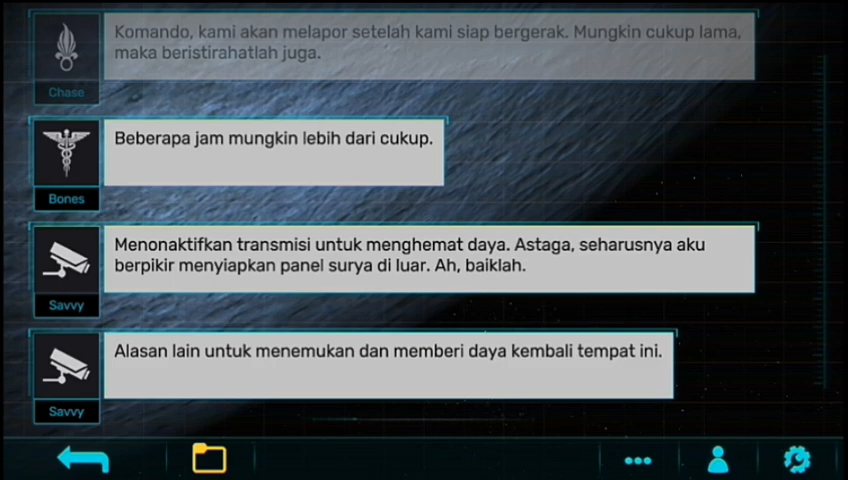 Komando, kami akan melapor setelah kami siap bergerak. Mungkin cukup lama,
maka beristirahatlah juga.
Chase
Beberapa jam mungkin lebih dari cukup.
Bones
Menonaktifkan transmisi untuk menghemat daya. Astaga, seharusnya aku
berpikir menyiapkan panel surya di luar. Ah, baiklah.
Savvy
Alasan lain untuk menemukan dan memberi daya kembali tempat ini.
Savvy